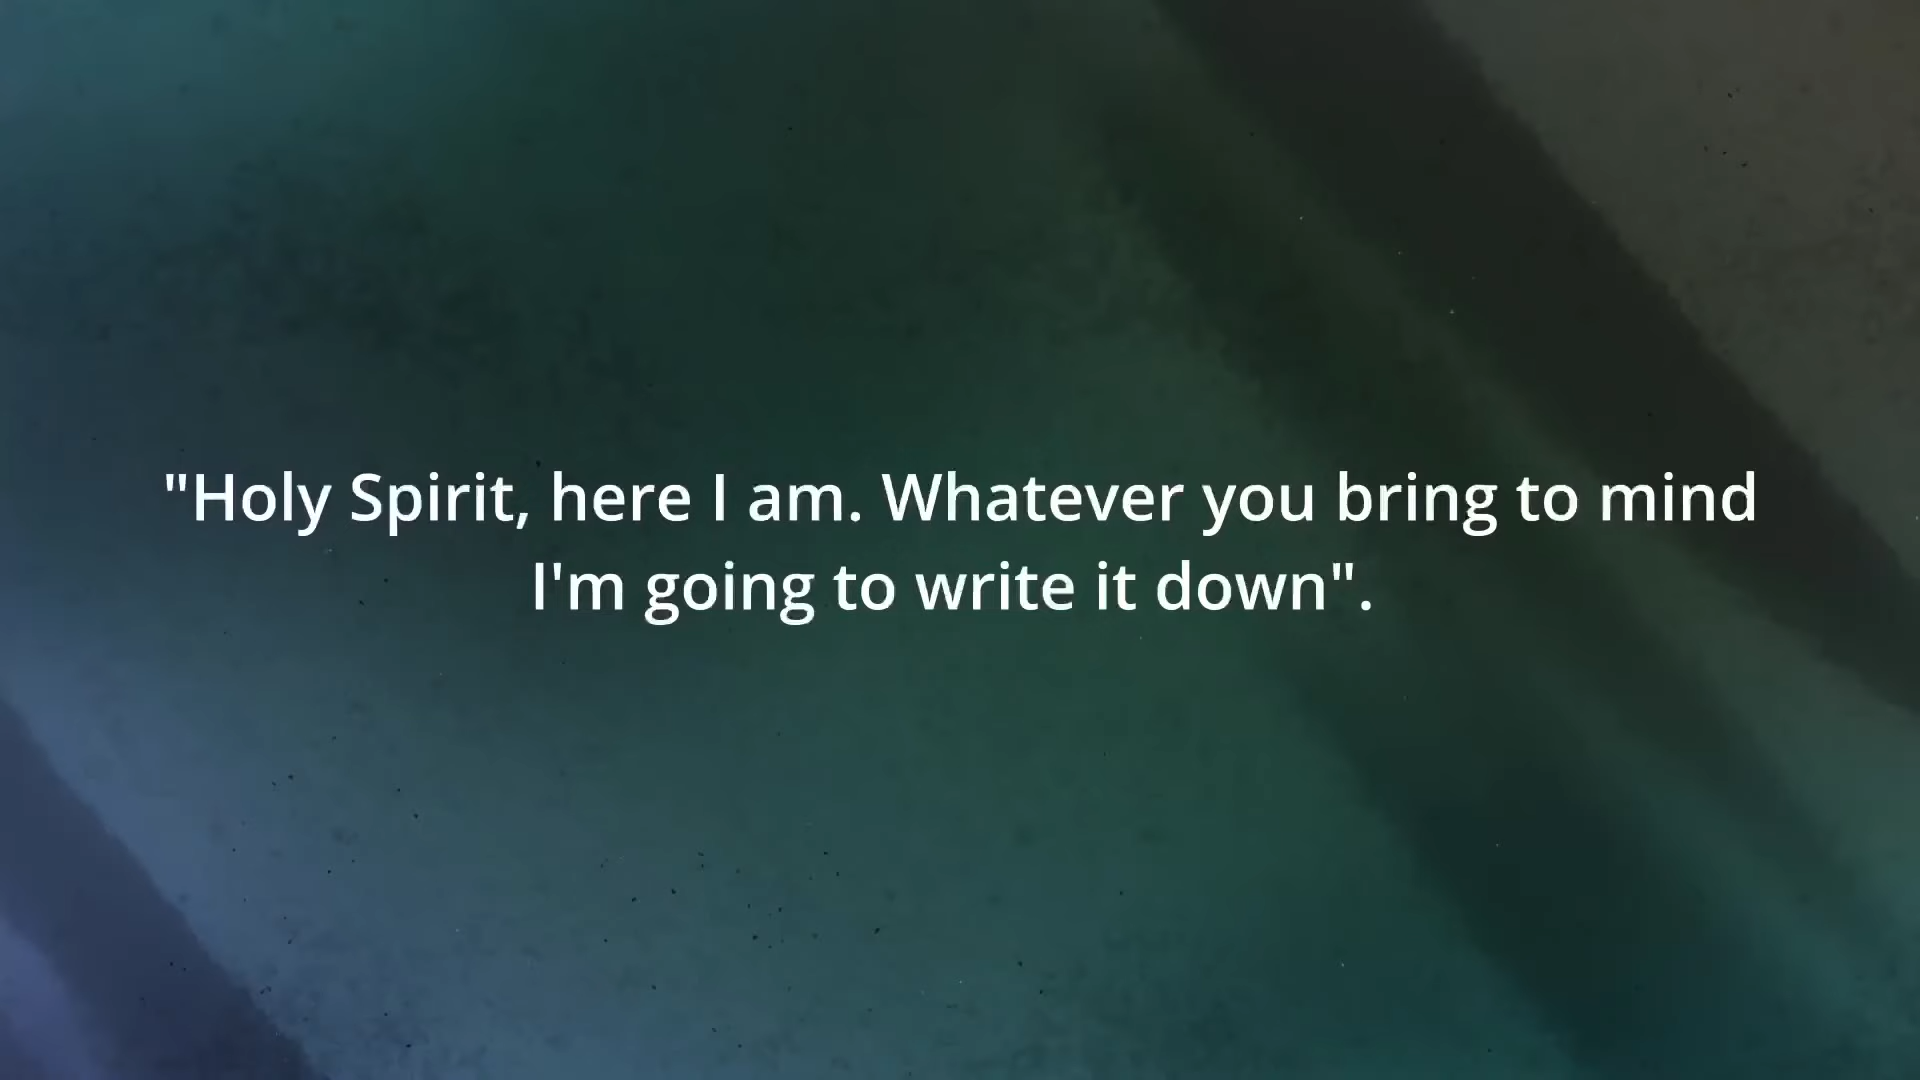 "Holy Spirit, here I am. Whatever you bring to mind
I'm going to write it down".